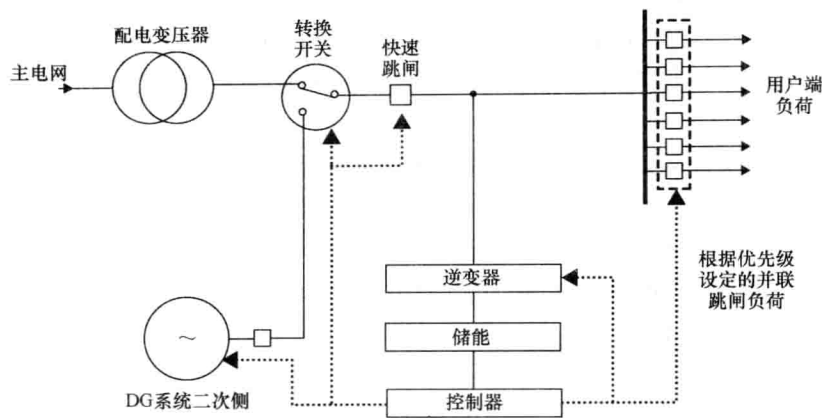 配电变压器
转换
开关
快速
跳闸
主电网
用户端
负荷
逆变器
根据优先级
设定的并联
跳闸负荷
储能
~
DG系统二次侧
控制器